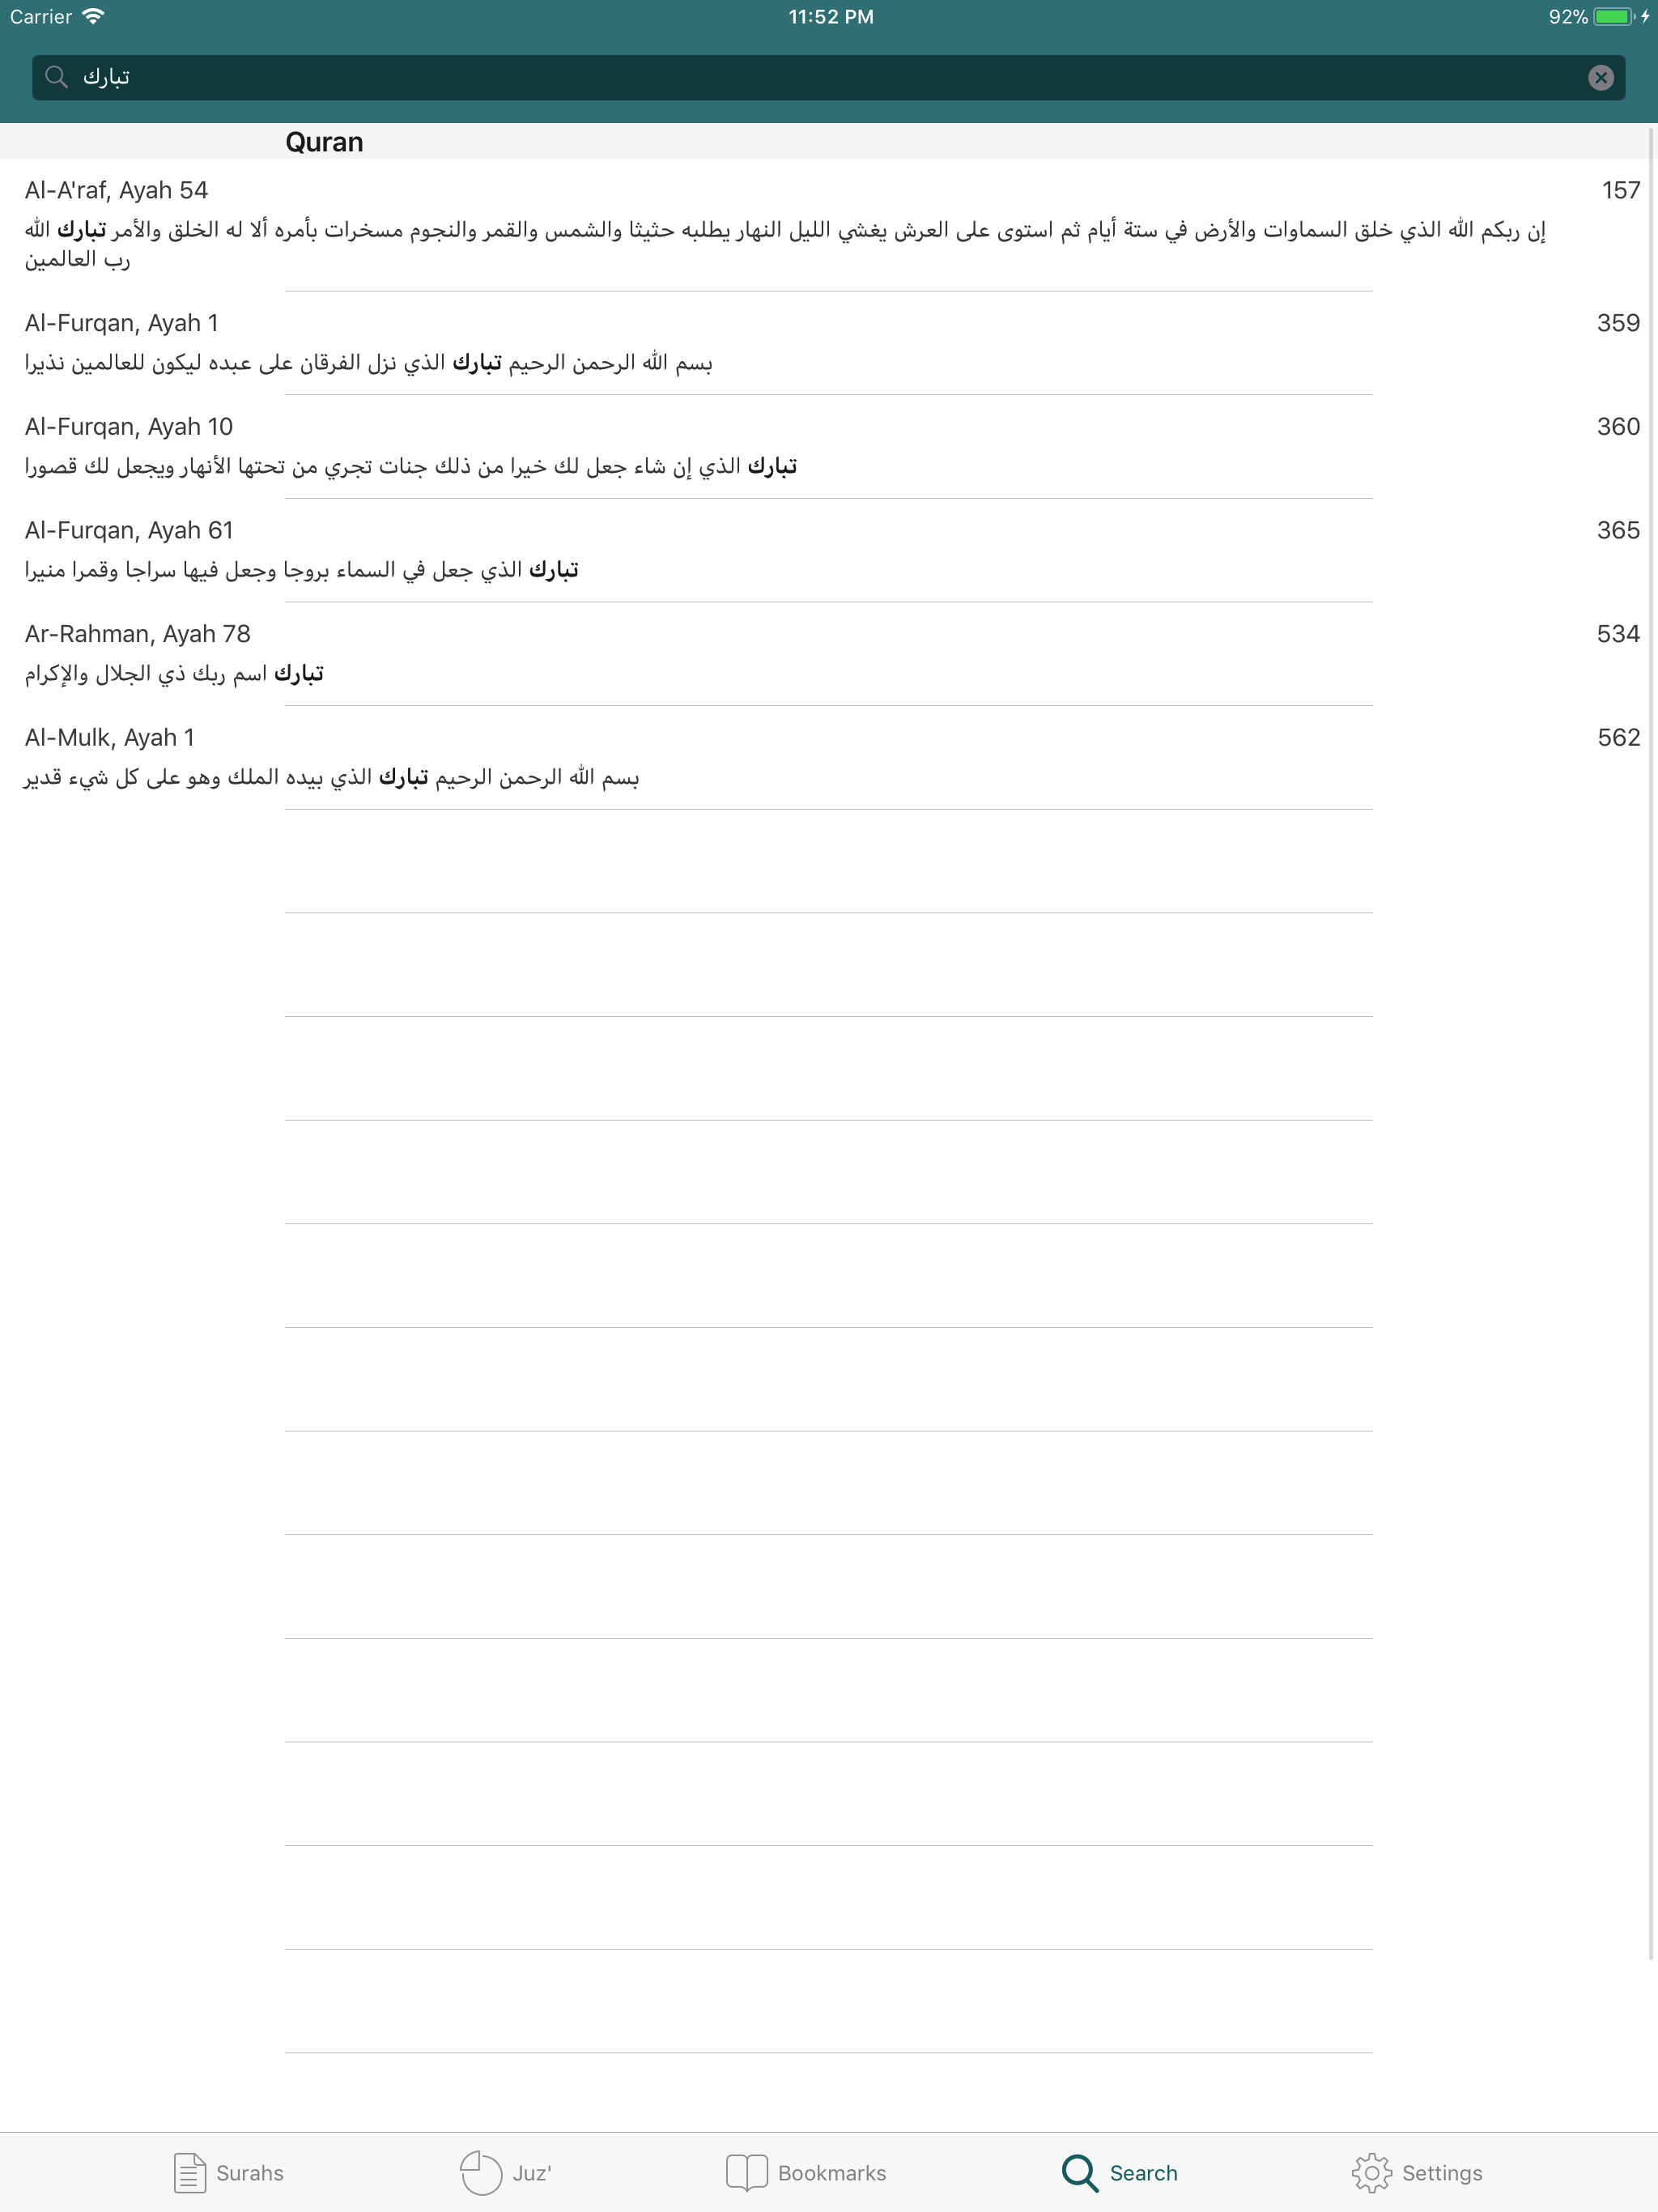 Carrier 11:52 PM 92%
تبارك
Quran
Al-A'raf, Ayah 54 157
إن ربكم الله الذي خلق السماوات والأرض في ستة أيام ثم استوى على العرش يغشي الليل النهار يطلبه حثيثا والشمس والقمر والنجوم مسخرات بأمره ألا له الخلق والأمر تبارك الله
رب العالمين
Al-Furqan, Ayah 1 359
بسم الله الرحمن الرحيم تبارك الذي نزل الفرقان على عبده ليكون للعالمين نذيرا
Al-Furqan, Ayah 10 360
تبارك الذي إن شاء جعل لك خيرا من ذلك جنات تجري من تحتها الأنهار ويجعل لك قصورا
Al-Furqan, Ayah 61 365
تبارك الذي جعل في السماء بروجا وجعل فيها سراجا وقمرا منيرا
Ar-Rahman, Ayah 78 534
تبارك اسم ربك ذي الجلال والإكرام
Al-Mulk, Ayah 1 562
بسم الله الرحمن الرحيم تبارك الذي بيده الملك وهو على كل شيء قدير
Surahs Juz' Bookmarks Search Settings